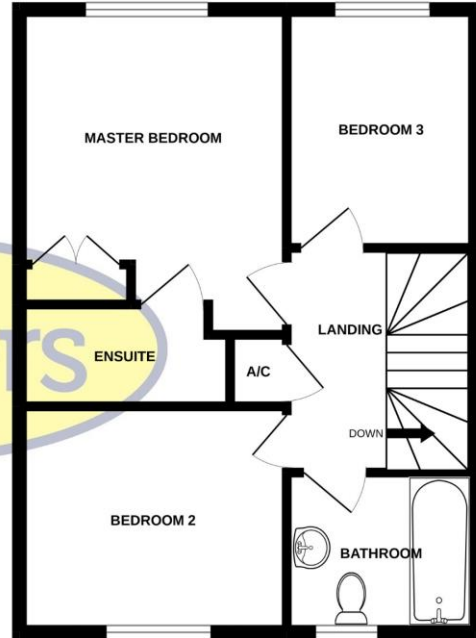 MASTER BEDROOM
BEDROOM 3
LANDING
ENSUITE
A/C
DOWN
BEDROOM 2
BATHROOM